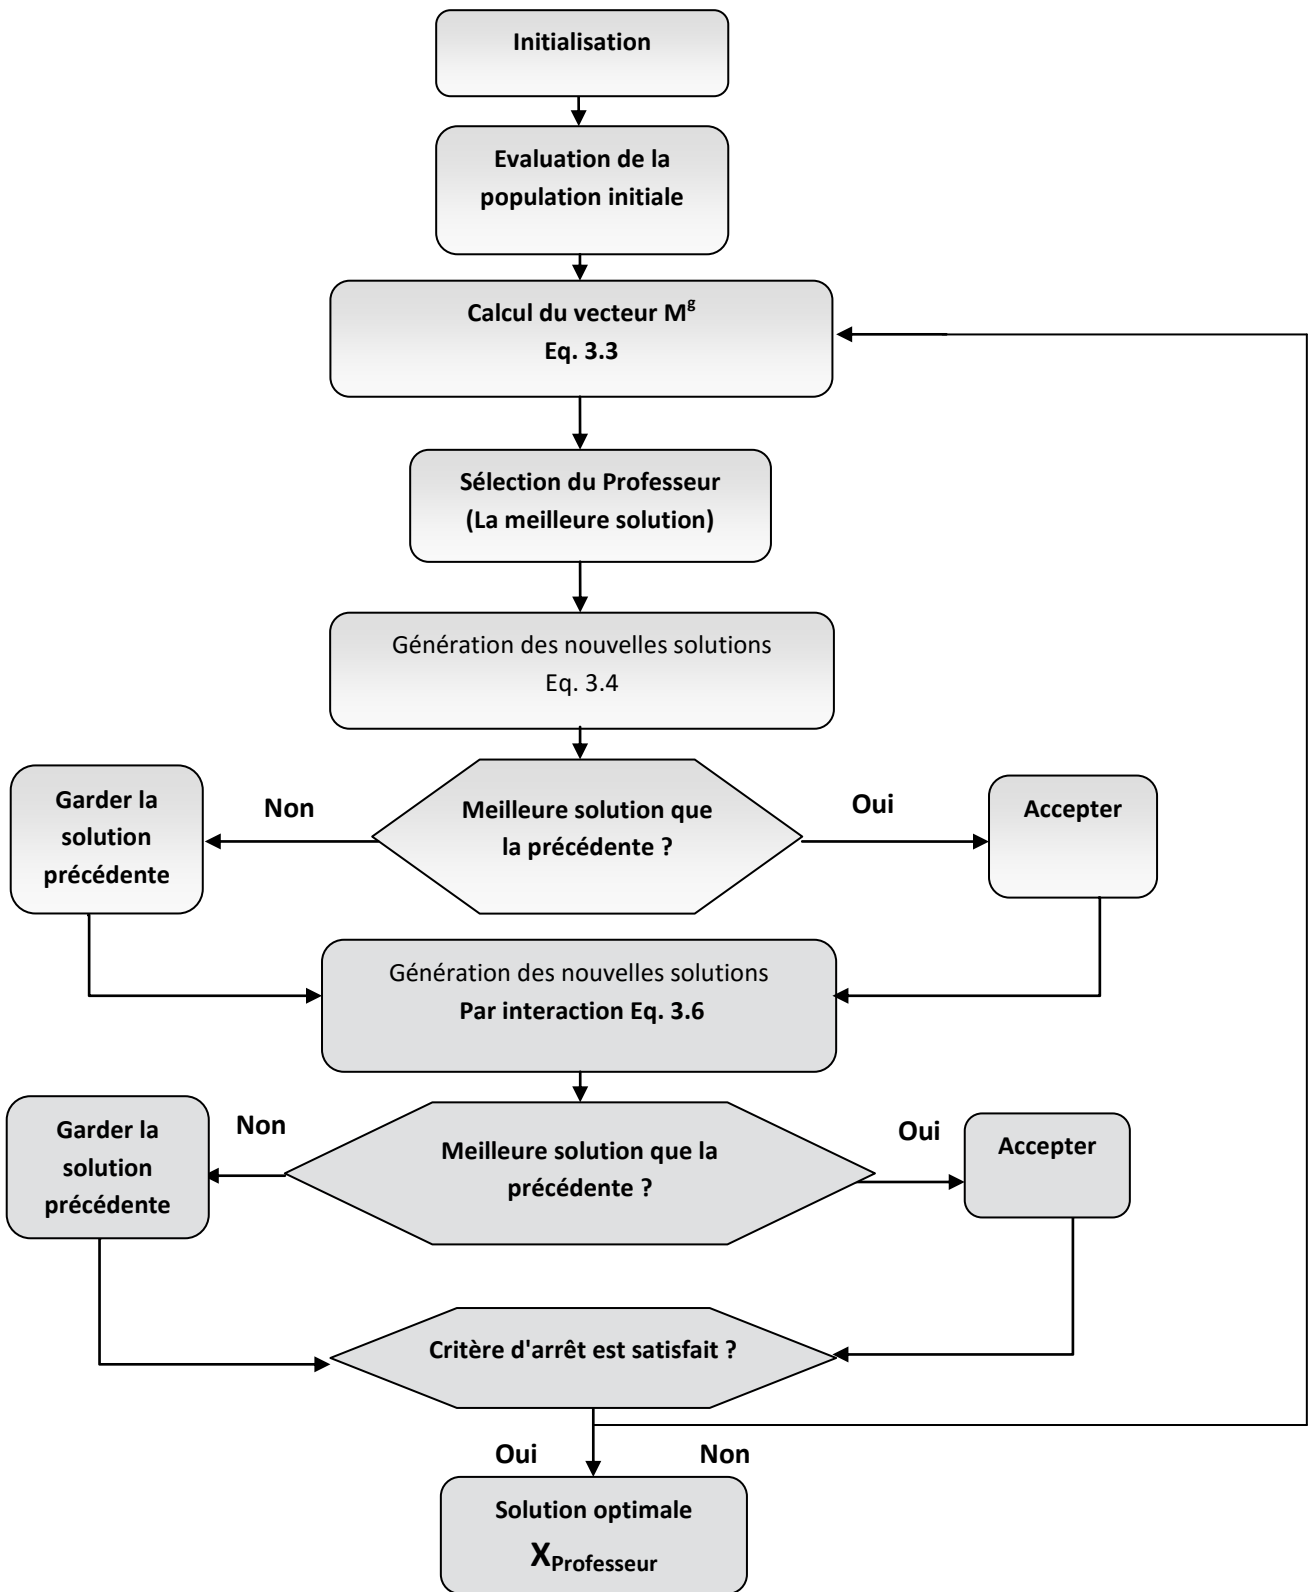 Initialisation
Evaluation de la
population initiale
Calcul du vecteur Mᵍ
Eq. 3.3
Sélection du Professeur
(La meilleure solution)
Génération des nouvelles solutions
Eq. 3.4
Garder la
solution
précédente
Non
Meilleure solution que
la précédente ?
Oui
Accepter
Génération des nouvelles solutions
Par interaction Eq. 3.6
Garder la
solution
précédente
Non
Meilleure solution que la
précédente ?
Oui
Accepter
Critère d'arrêt est satisfait ?
Oui
Non
Solution optimale
X Professeur